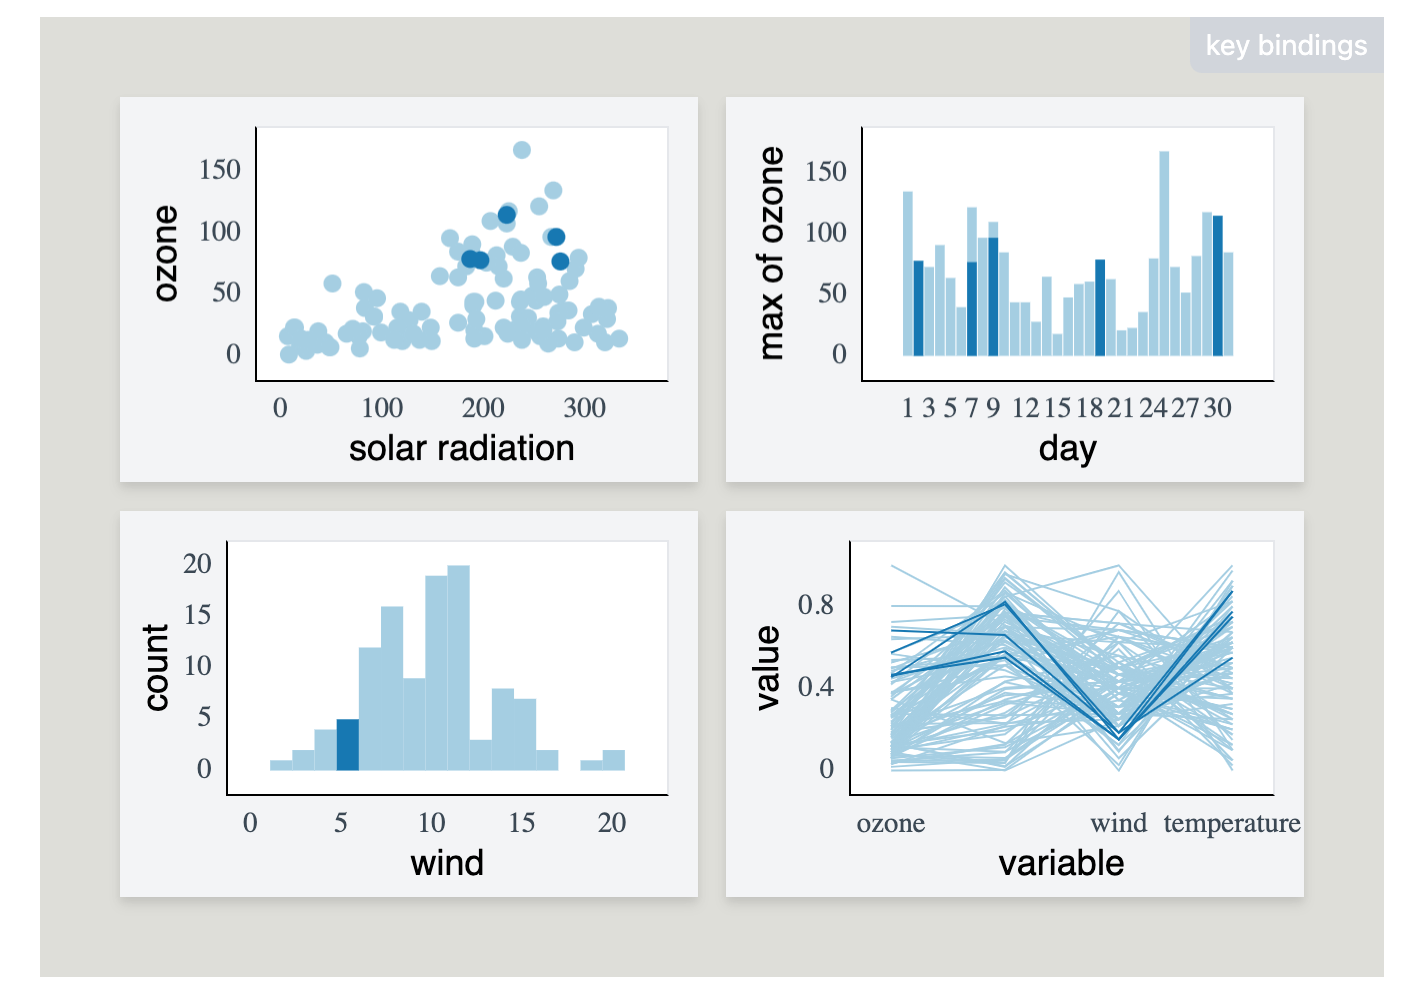 key bindings
ozone
150
100
50
0
0 100 200 300
solar radiation
max of ozone
150
100
50
0
1 3 5 7 9 12 15 18 21 24 27 30
day
count
20
15
10
5
0
0 5 10 15 20
wind
value
0.8
0.4
0
ozone wind temperature
variable